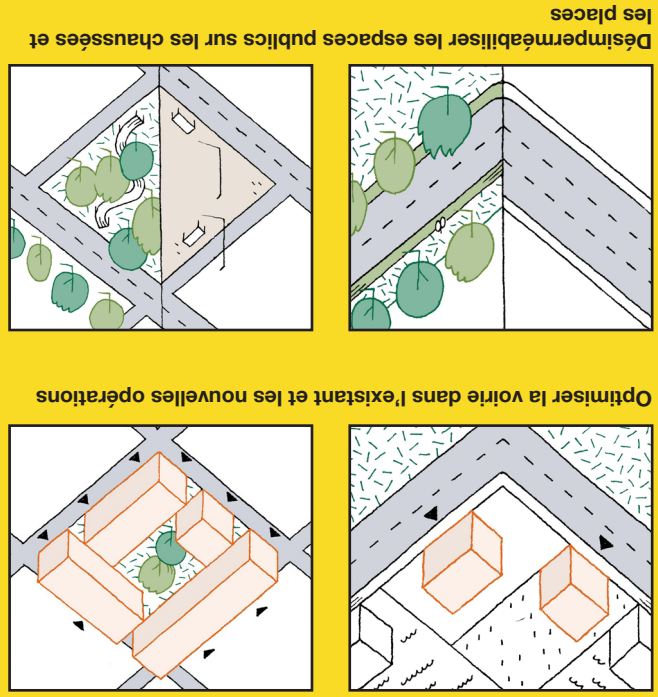 Optimiser la voirie dans l'existant et les nouvelles opérations
Désimperméabiliser les espaces publics sur les chaussées et
les places